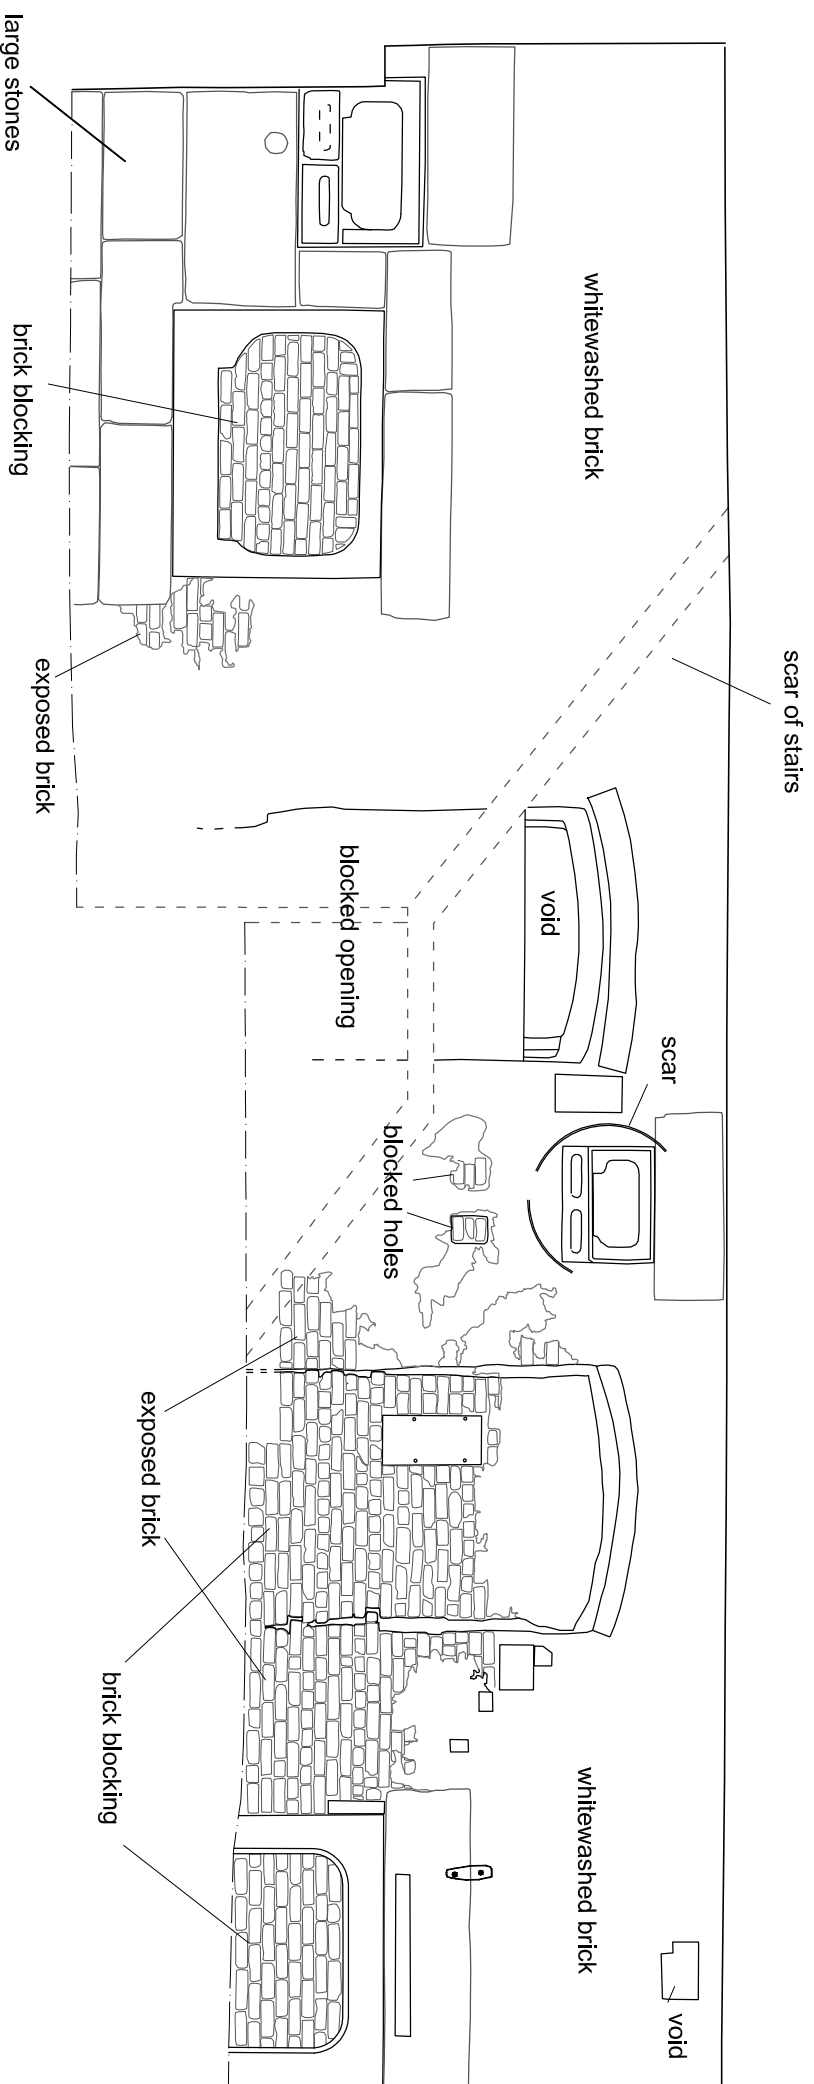 large stones
brick blocking
exposed brick
whitewashed brick
scar of stairs
blocked opening
void
scar
blocked holes
exposed brick
brick blocking
whitewashed brick
void